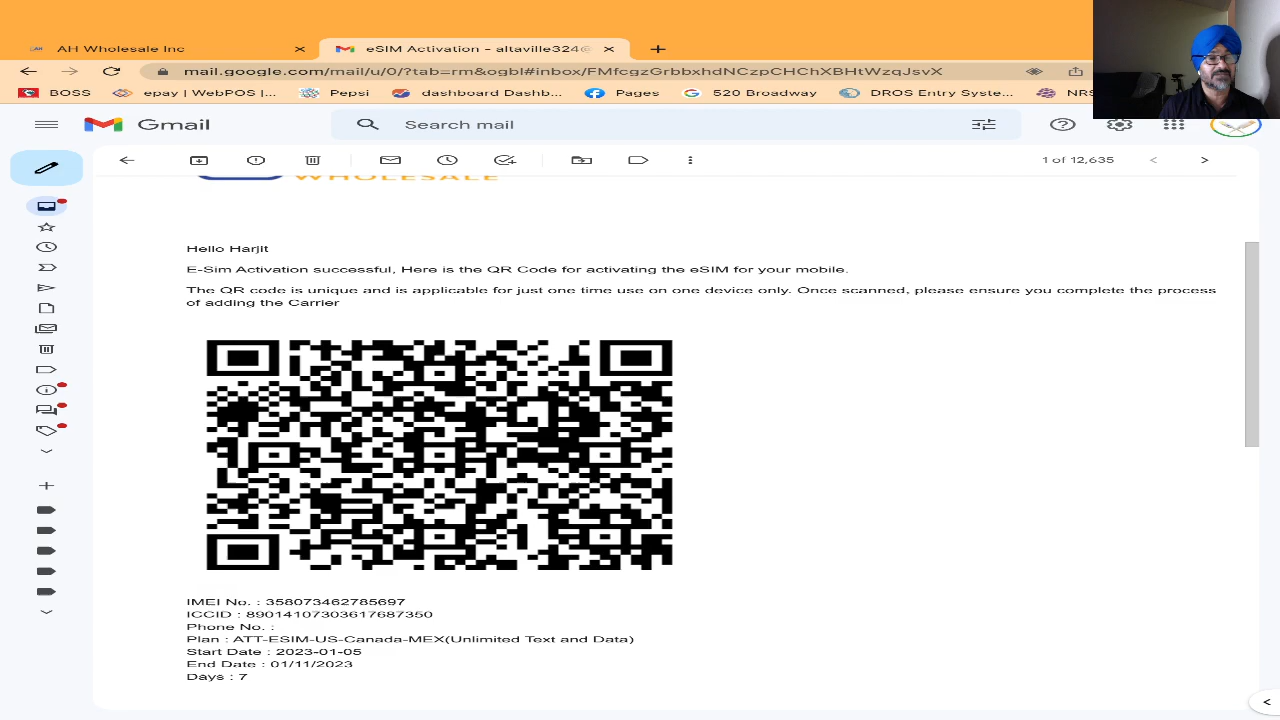 AH Wholesale Inc
eSIM Activation - altaville324@
mail.google.com/mail/u/0/?tab=rm&ogbl#inbox/FMfcgzGrbbxhdNCzpCHChXBHtWzqJsvX
BOSS
epay | WebPOS |...
Pepsi
dashboard Dashb...
Pages
520 Broadway
DROS Entry Syste...
NRS
Gmail
Search mail
1 of 12,635
WHOLESALE
Hello Harjit
E-Sim Activation successful, Here is the QR Code for activating the eSIM for your mobile.
The QR code is unique and is applicable for just one time use on one device only. Once scanned, please ensure you complete the process
of adding the Carrier
IMEI No. : 358073462785697
ICCID : 89014107303617687350
Phone No. :
Plan : ATT-ESIM-US-Canada-MEX(Unlimited Text and Data)
Start Date : 2023-01-05
End Date : 01/11/2023
Days : 7